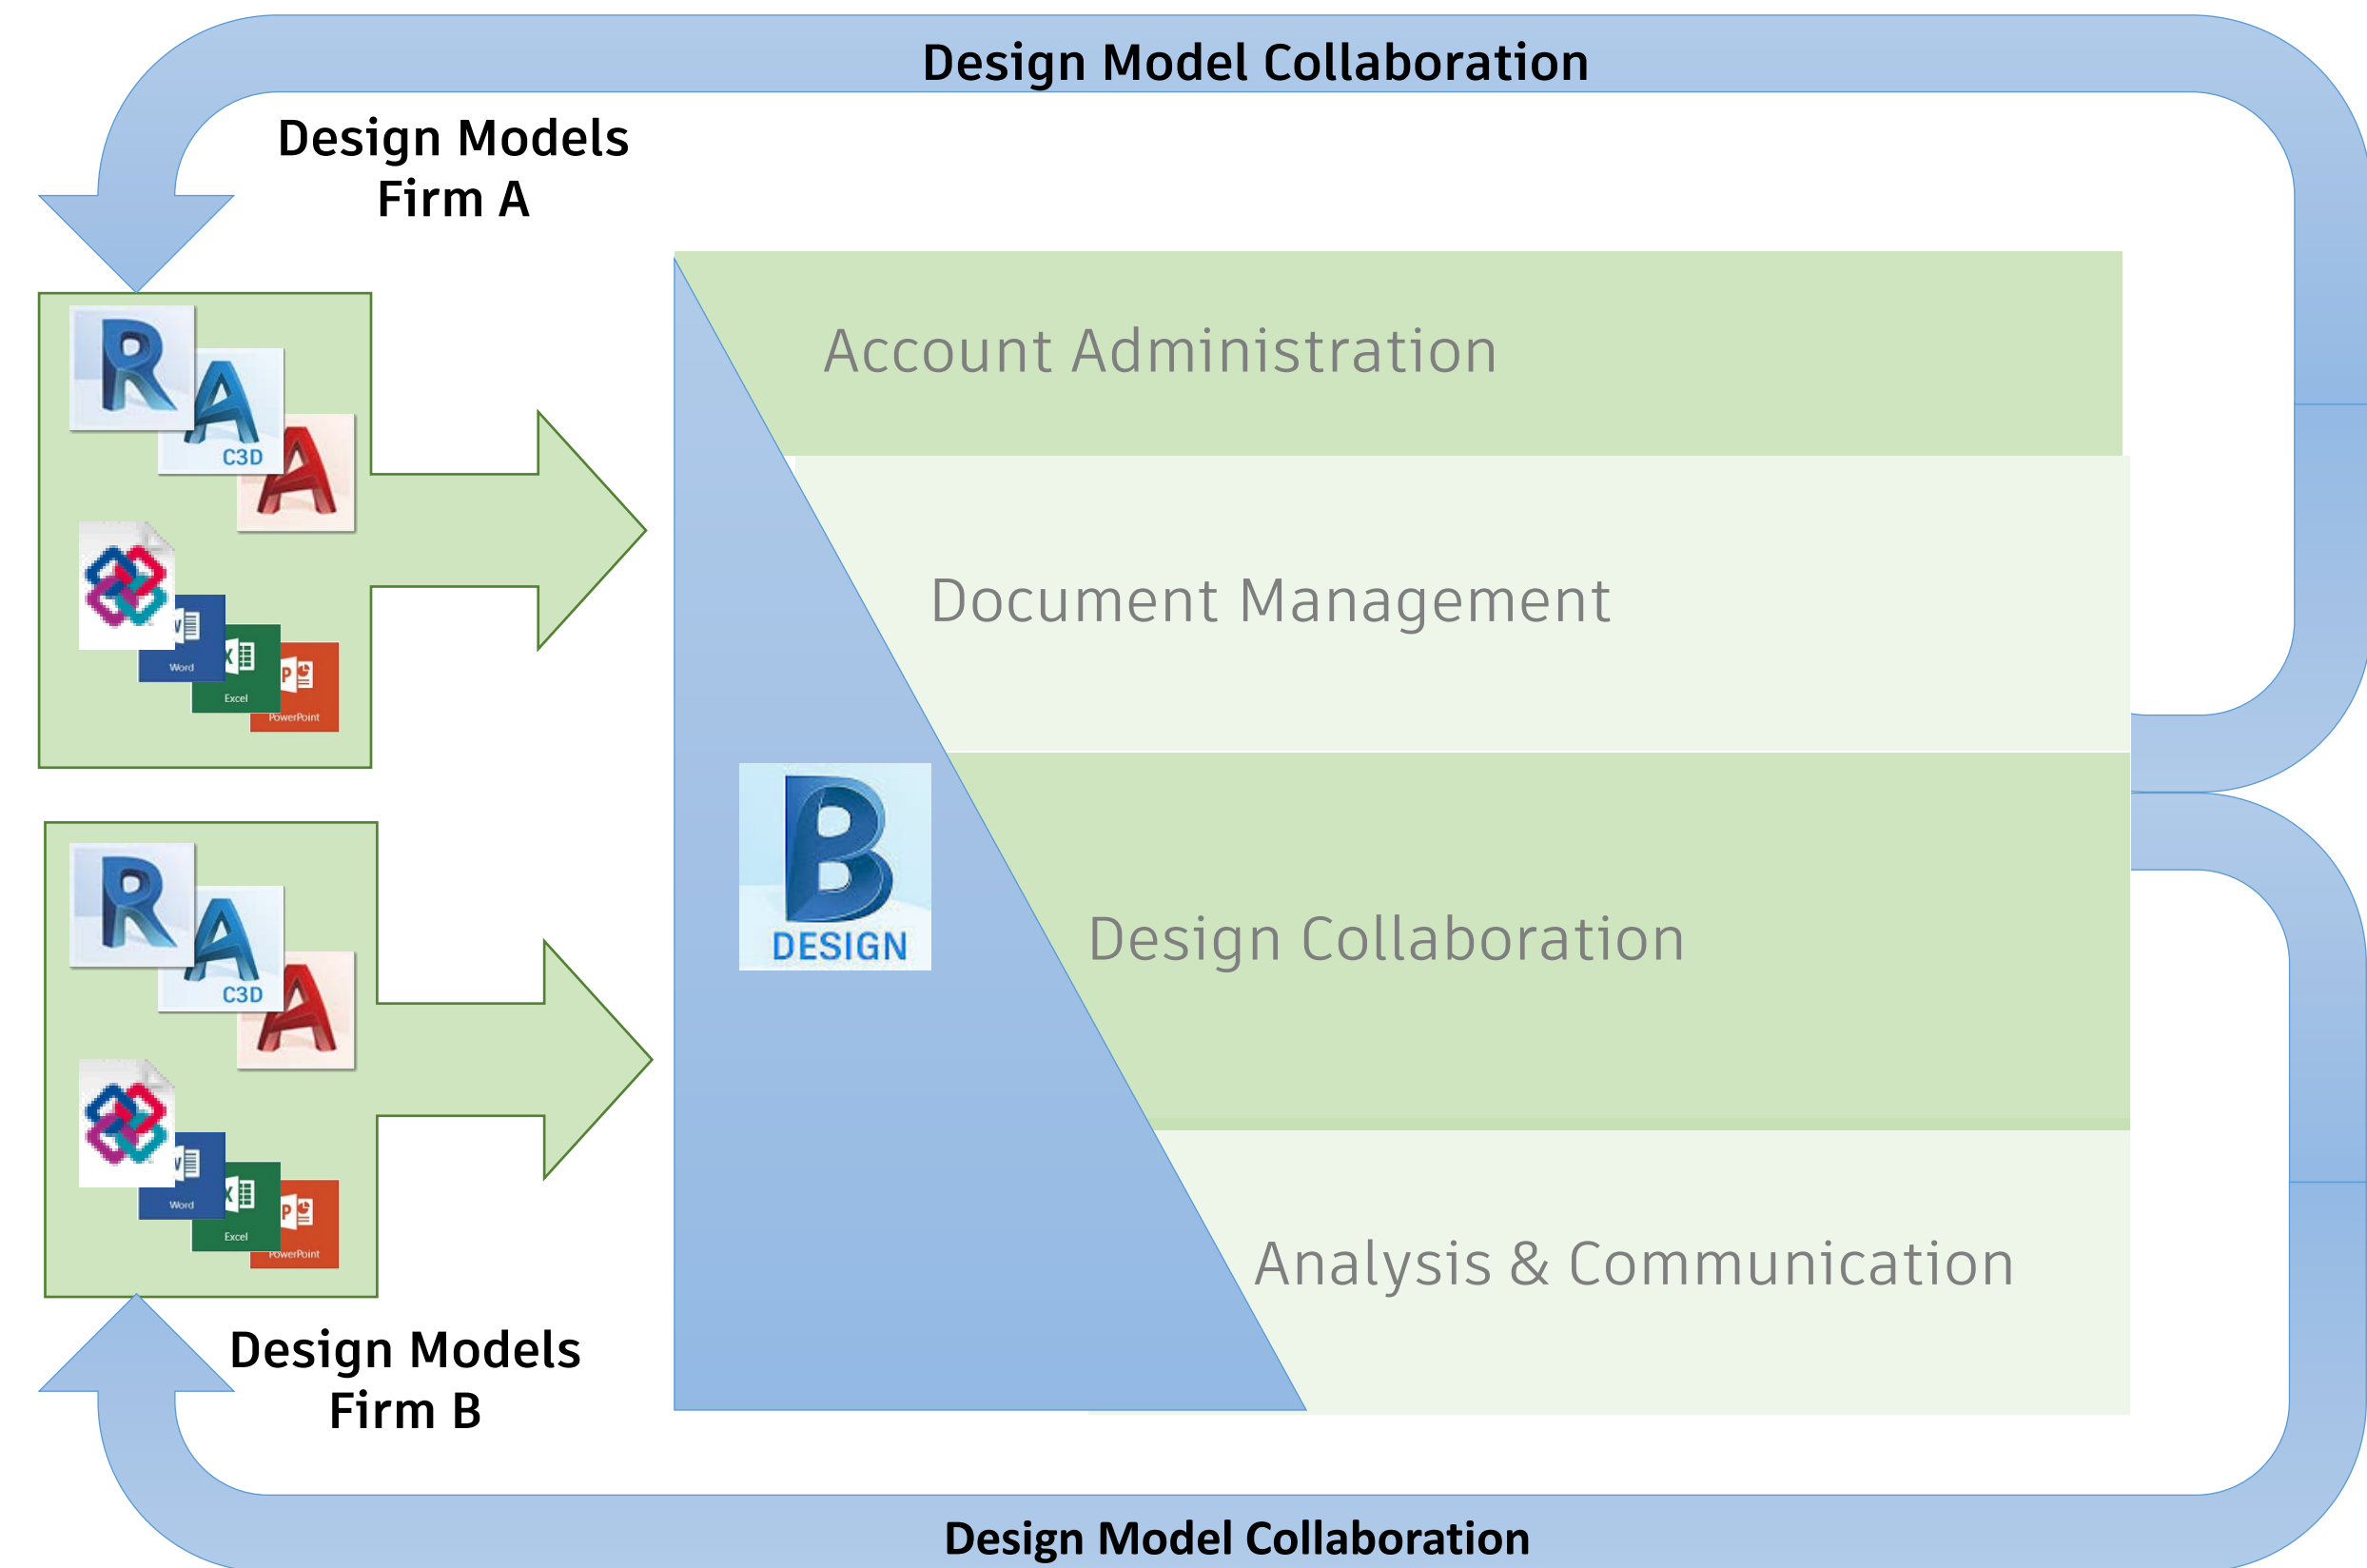 Design Model Collaboration
Design Models
Firm A
R
A
C3D
A
W
Word
X
Excel
P
PowerPoint
Account Administration
Document Management
B
DESIGN
Design Collaboration
Analysis & Communication
R
A
C3D
A
W
Word
X
Excel
P
PowerPoint
Design Models
Firm B
Design Model Collaboration